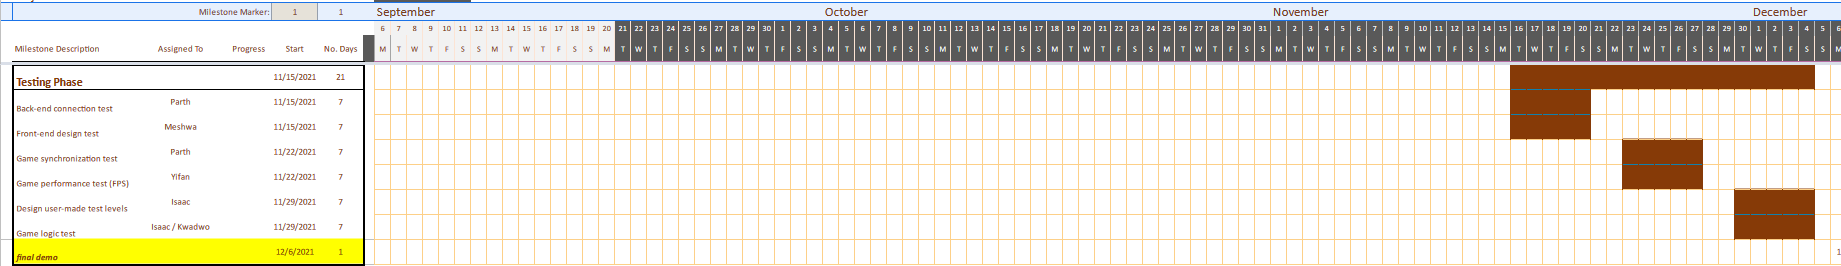 Milestone Marker: 1 1 September October November December
6 7 8 9 10 11 12 13 14 15 16 17 18 19 20 21 22 23 24 25 26 27 28 29 30 1 2 3 4 5 6 7 8 9 10 11 12 13 14 15 16 17 18 19 20 21 22 23 24 25 26 27 28 29 30 31 1 2 3 4 5 6 7 8 9 10 11 12 13 14 15 16 17 18 19 20 21 22 23 24 25 26 27 28 29 30 1 2 3 4 5 6
Milestone Description Assigned To Progress Start No. Days M T W T F S S M T W T F S S M T W T F S S M T W T F S S M T W T F S S M T W T F S S M T W T F S S M T W T F S S M T W T F S S M T W T F S S M T W T F S S M T W T F S S M T W T F S S M
Testing Phase 11/15/2021 21
Back-end connection test Parth 11/15/2021 7
Front-end design test Meshwa 11/15/2021 7
Game synchronization test Parth 11/22/2021 7
Game performance test (FPS) Yifan 11/22/2021 7
Design user-made test levels Isaac 11/29/2021 7
Game logic test Isaac / Kwadwo 11/29/2021 7
final demo 12/6/2021 1 1